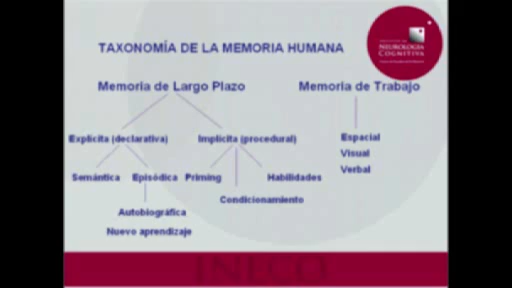 NEUROLOGÍA
COGNITIVA
TAXONOMÍA DE LA MEMORIA HUMANA
Memoria de Largo Plazo
Memoria de Trabajo
Explícita (declarativa)
Implícita (procedural)
Espacial
Visual
Verbal
Semántica
Episódica
Priming
Habilidades
Condicionamiento
Autobiográfica
Nuevo aprendizaje
INECO